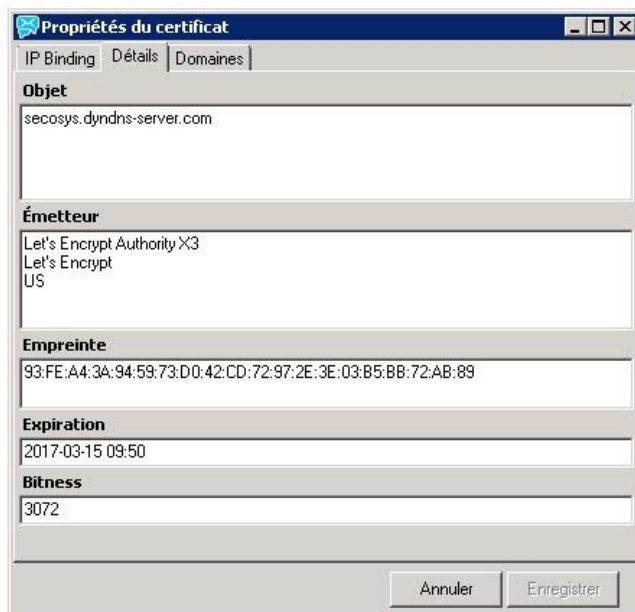 Propriétés du certificat
IP Binding Détails Domaines
Objet
secosys.dyndns-server.com
Émetteur
Let's Encrypt Authority X3
Let's Encrypt
US
Empreinte
93:FE:A4:3A:94:59:73:D0:42:CD:72:97:2E:3E:03:B5:BB:72:AB:89
Expiration
2017-03-15 09:50
Bitness
3072
Annuler Enregistrer